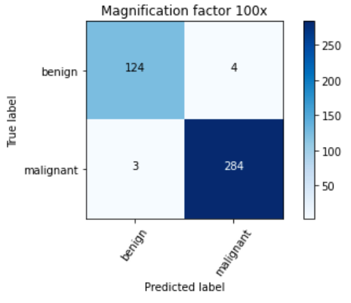 Magnification factor 100x
True label
benign
124
4
malignant
3
284
benign
malignant
Predicted label
250
200
150
100
50